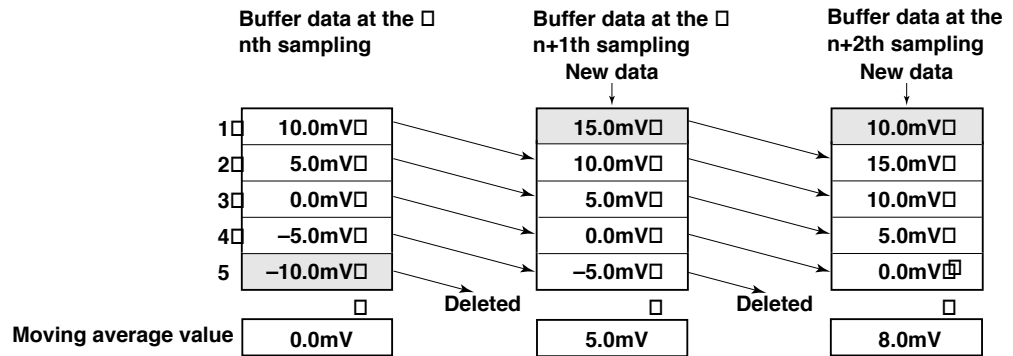 Buffer data at the □
nth sampling
Buffer data at the □
n+1th sampling
New data
Buffer data at the
n+2th sampling
New data
1□ 10.0mV□ 15.0mV□ 10.0mV□
2□ 5.0mV□ 10.0mV□ 15.0mV□
3□ 0.0mV□ 5.0mV□ 10.0mV□
4□ –5.0mV□ 0.0mV□ 5.0mV□
5 –10.0mV□ –5.0mV□ 0.0mV□□
Deleted Deleted
□ □ □
Moving average value 0.0mV 5.0mV 8.0mV